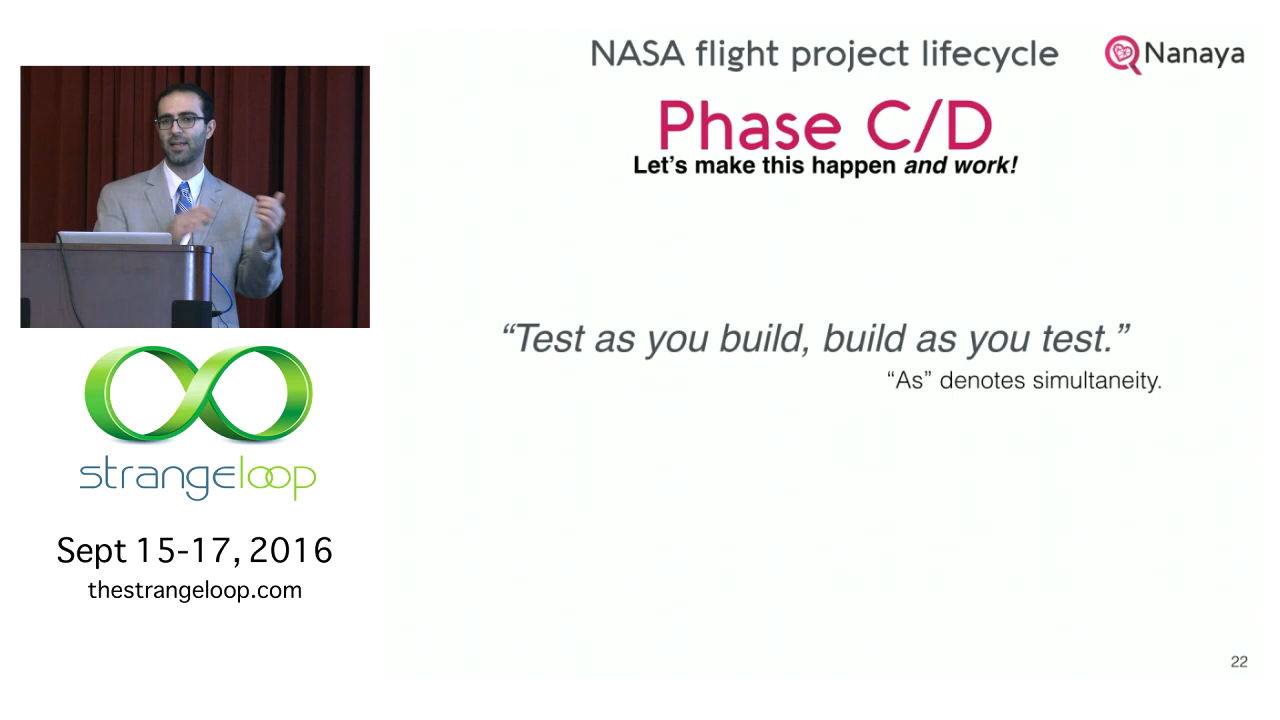 NASA flight project lifecycle
Nanaya
Phase C/D
Let's make this happen and work!
“Test as you build, build as you test.”
“As” denotes simultaneity.
strangeloop
Sept 15-17, 2016
thestrangeloop.com
22